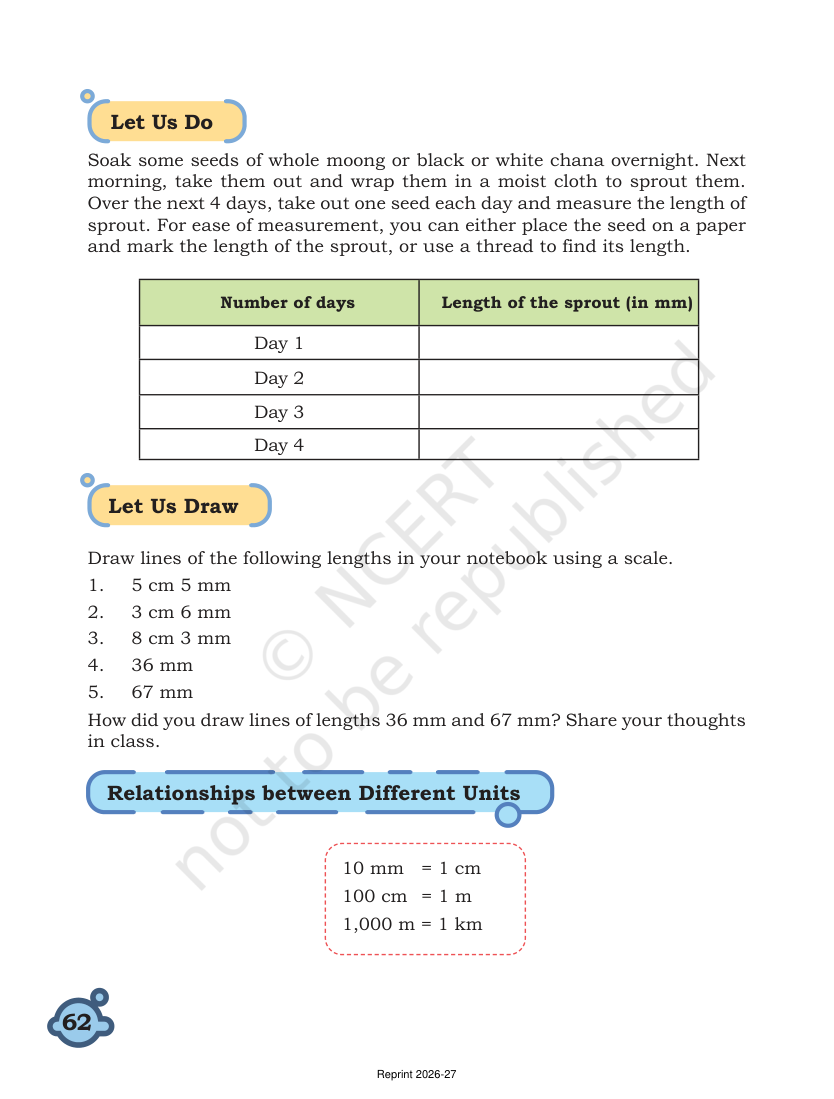 Let Us Do
Soak some seeds of whole moong or black or white chana overnight. Next
morning, take them out and wrap them in a moist cloth to sprout them.
Over the next 4 days, take out one seed each day and measure the length of
sprout. For ease of measurement, you can either place the seed on a paper
and mark the length of the sprout, or use a thread to find its length.
Number of days Length of the sprout (in mm)
Day 1
Day 2
Day 3
Day 4
Let Us Draw
Draw lines of the following lengths in your notebook using a scale.
1. 5 cm 5 mm
2. 3 cm 6 mm
3. 8 cm 3 mm
4. 36 mm
5. 67 mm
How did you draw lines of lengths 36 mm and 67 mm? Share your thoughts
in class.
Relationships between Different Units
10 mm = 1 cm
100 cm = 1 m
1,000 m = 1 km
62
Reprint 2026-27
© NCERT
not to be republished